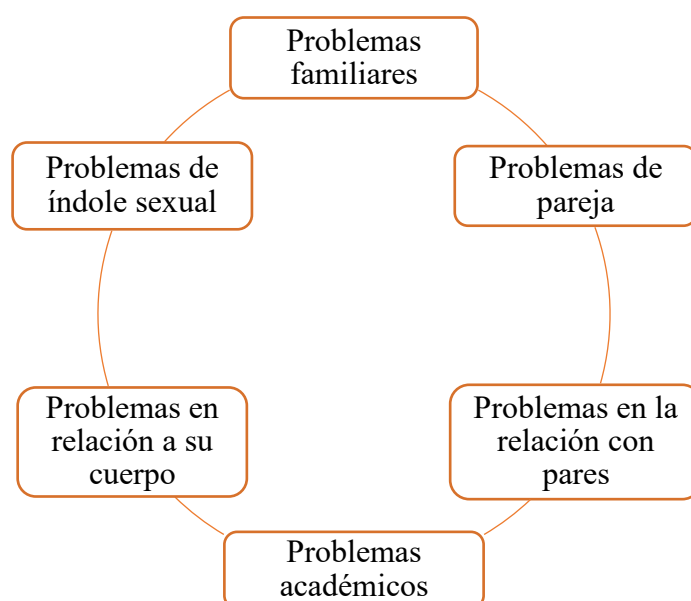 Problemas
familiares
Problemas de
pareja
Problemas en la
relación con
pares
Problemas
académicos
Problemas en
relación a su
cuerpo
Problemas de
índole sexual